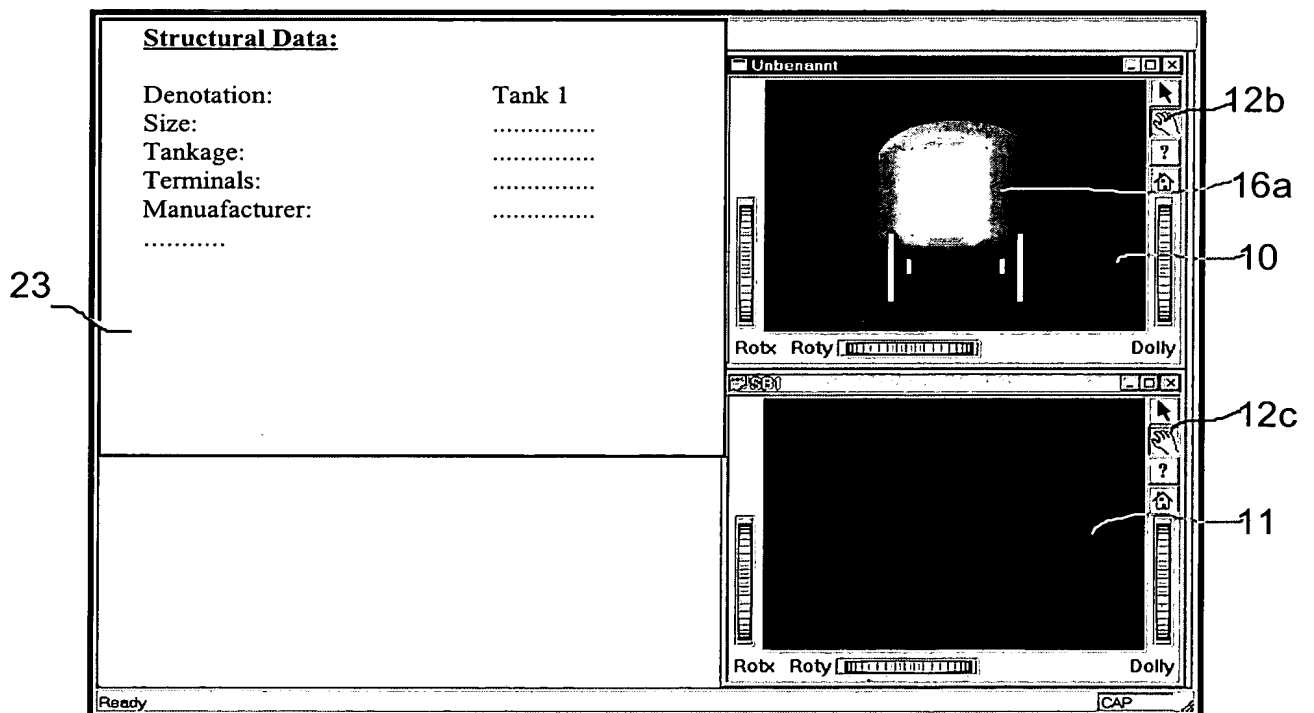 Structural Data:
Denotation: Tank 1
Size: ...............
Tankage: ...............
Terminals: ...............
Manuafacturer: ...............
............
23
Unbenannt
?
12b
16a
10
Rotx Roty Dolly
SB1
?
12c
11
Rotx Roty Dolly
Ready CAP